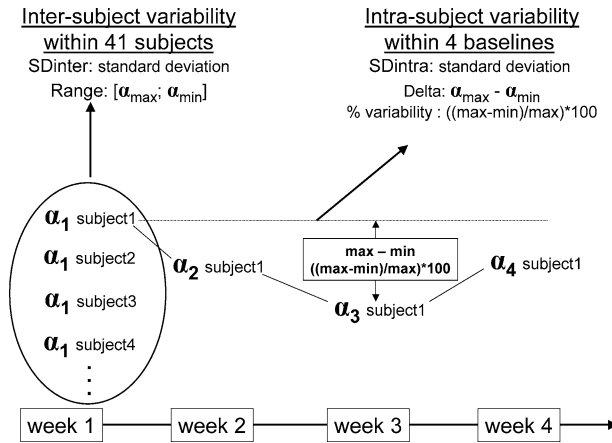 Inter-subject variability
within 41 subjects
SDinter: standard deviation
Range: [αmax; αmin]
Intra-subject variability
within 4 baselines
SDintra: standard deviation
Delta: αmax - αmin
% variability : ((max-min)/max)*100
α1 subject1
α1 subject2
α1 subject3
α1 subject4
α2 subject1
max – min
((max-min)/max)*100
α3 subject1
α4 subject1
week 1
week 2
week 3
week 4